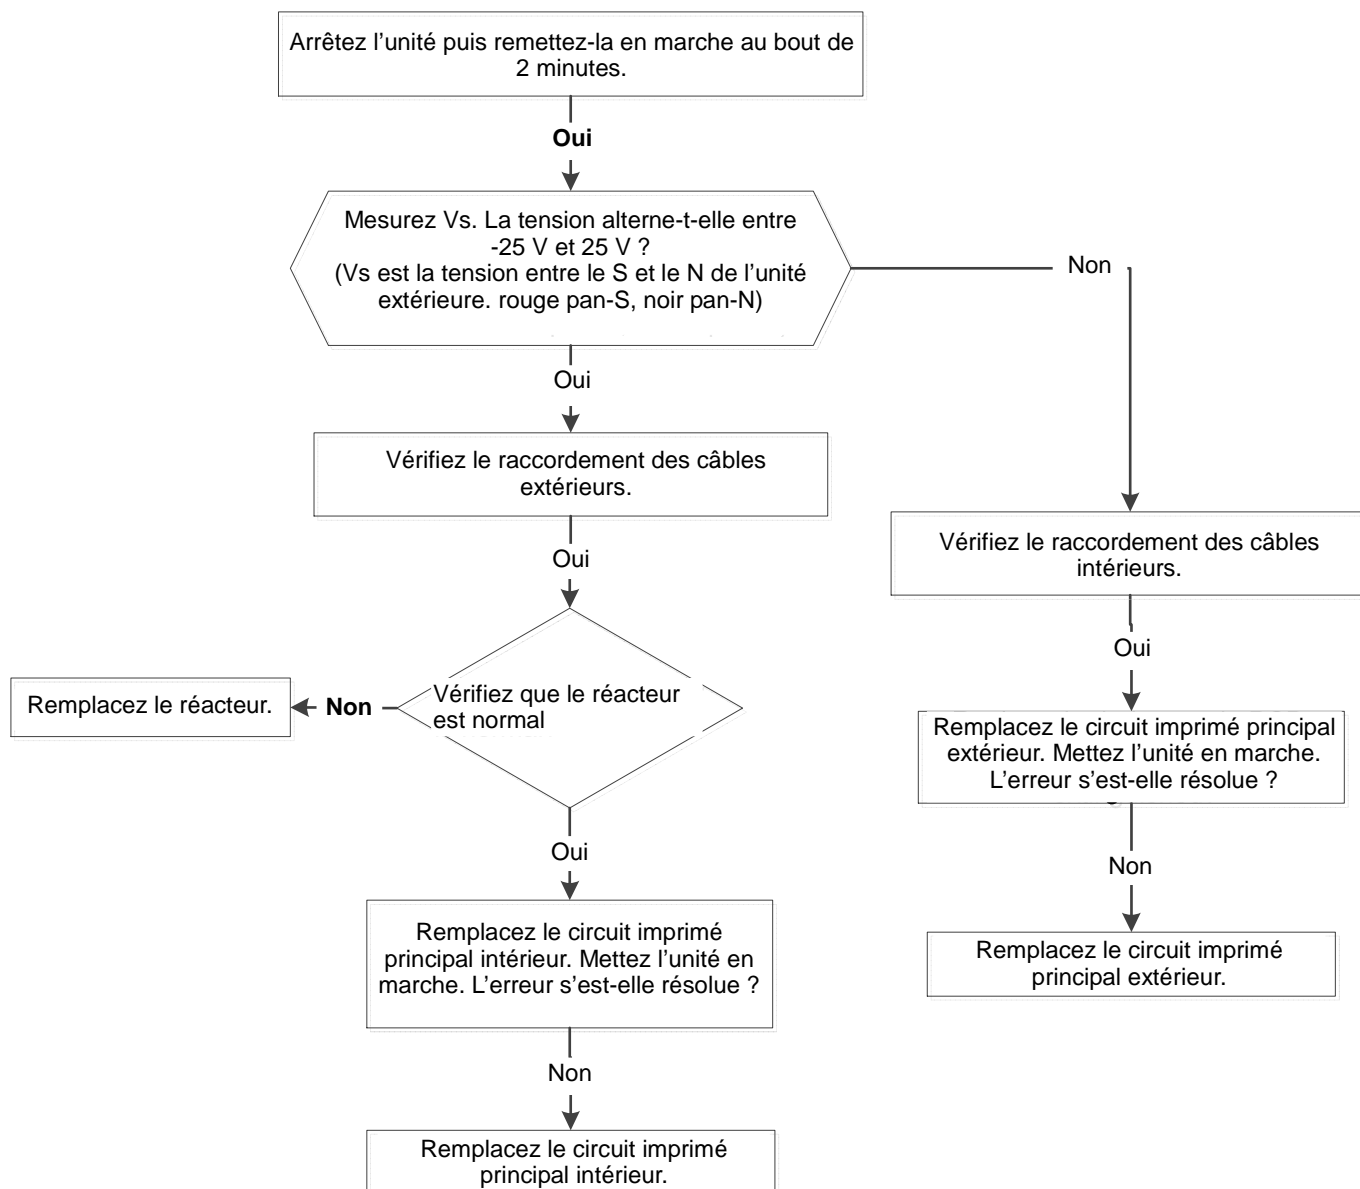 Arrêtez l’unité puis remettez-la en marche au bout de
2 minutes.
Oui
Mesurez Vs. La tension alterne-t-elle entre
-25 V et 25 V ?
(Vs est la tension entre le S et le N de l’unité
extérieure. rouge pan-S, noir pan-N)
Non
Oui
Vérifiez le raccordement des câbles
extérieurs.
Vérifiez le raccordement des câbles
intérieurs.
Oui
Oui
Vérifiez que le réacteur
est normal
Non
Remplacez le réacteur.
Remplacez le circuit imprimé principal
extérieur. Mettez l’unité en marche.
L’erreur s’est-elle résolue ?
Oui
Non
Remplacez le circuit imprimé
principal intérieur. Mettez l’unité en
marche. L’erreur s’est-elle résolue ?
Remplacez le circuit imprimé
principal extérieur.
Non
Remplacez le circuit imprimé
principal intérieur.